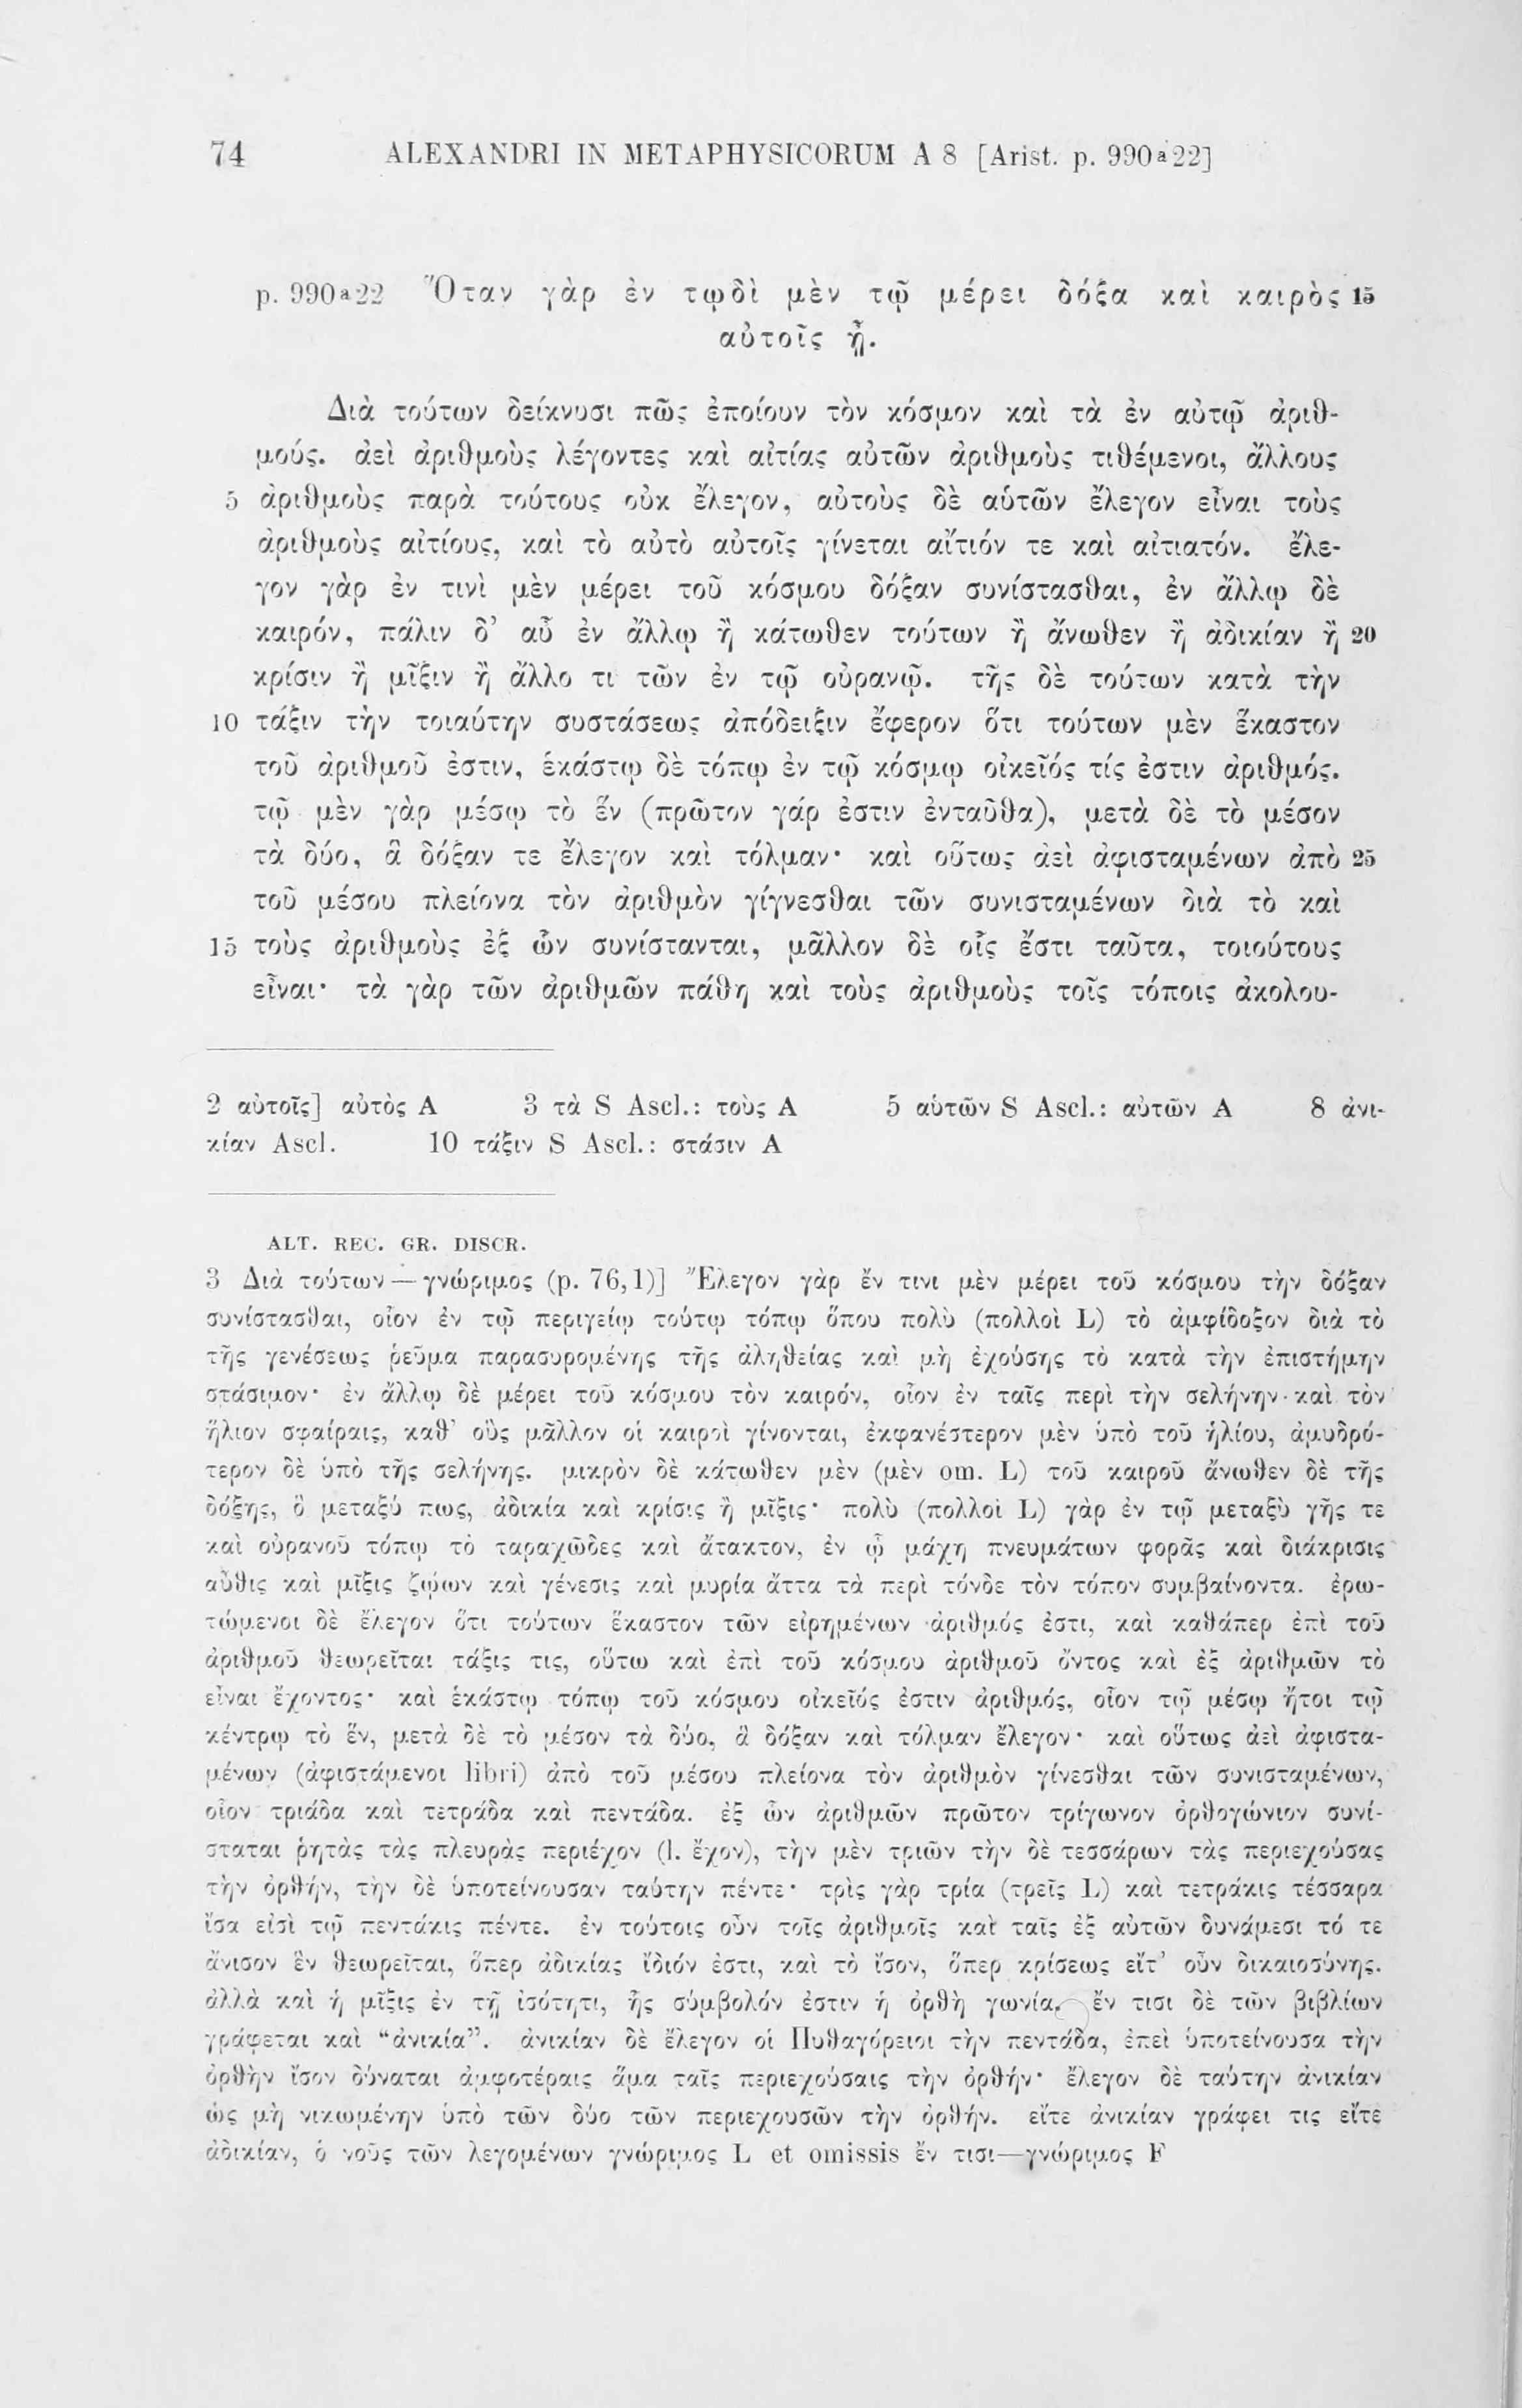 74 ALEXANDRI IN METAPHYSICORUM A 8 [Arist. p. 990ª22]
p. 990ª22 Ὅταν γὰρ ἐν τῳδὶ μὲν τῷ μέρει δόξα καὶ καιρὸς 15
αὐτοῖς ᾖ.
Διὰ τούτων δείκνυσι πῶς ἐποίουν τὸν κόσμον καὶ τὰ ἐν αὐτῷ ἀριθ-
μούς. ἀεὶ ἀριθμοὺς λέγοντες καὶ αἰτίας αὐτῶν ἀριθμοὺς τιθέμενοι, ἄλλους
5 ἀριθμοὺς παρὰ τούτους οὐκ ἔλεγον, αὐτοὺς δὲ αὑτῶν ἔλεγον εἶναι τοὺς
ἀριθμοὺς αἰτίους, καὶ τὸ αὐτὸ αὐτοῖς γίνεται αἴτιόν τε καὶ αἰτιατόν. ἔλε-
γον γὰρ ἐν τινὶ μὲν μέρει τοῦ κόσμου δόξαν συνίστασθαι, ἐν ἄλλῳ δὲ
καιρόν, πάλιν δ’ αὖ ἐν ἄλλῳ ἢ κάτωθεν τούτων ἢ ἄνωθεν ἢ ἀδικίαν ἢ 20
κρίσιν ἢ μῖξιν ἢ ἄλλο τι τῶν ἐν τῷ οὐρανῷ. τῆς δὲ τούτων κατὰ τὴν
10 τάξιν τὴν τοιαύτην συστάσεως ἀπόδειξιν ἔφερον ὅτι τούτων μὲν ἕκαστον
τοῦ ἀριθμοῦ ἐστιν, ἑκάστῳ δὲ τόπῳ ἐν τῷ κόσμῳ οἰκεῖός τίς ἐστιν ἀριθμός.
τῷ μὲν γὰρ μέσῳ τὸ ἕν (πρῶτον γάρ ἐστιν ἐνταῦθα), μετὰ δὲ τὸ μέσον
τὰ δύο, ἃ δόξαν τε ἔλεγον καὶ τόλμαν· καὶ οὕτως ἀεὶ ἀφισταμένων ἀπὸ 25
τοῦ μέσου πλείονα τὸν ἀριθμὸν γίγνεσθαι τῶν συνισταμένων διὰ τὸ καὶ
15 τοὺς ἀριθμοὺς ἐξ ὧν συνίστανται, μᾶλλον δὲ οἷς ἔστι ταῦτα, τοιούτους
εἶναι· τὰ γὰρ τῶν ἀριθμῶν πάθη καὶ τοὺς ἀριθμοὺς τοῖς τόποις ἀκολου-
2 αὐτοῖς] αὐτὸς A 3 τὰ S Ascl.: τοὺς A 5 αὑτῶν S Ascl.: αὐτῶν A 8 ἀνι-
κίαν Ascl. 10 τάξιν S Ascl.: στάσιν A
ALT. REC. GR. DISCR.
3 Διὰ τούτων — γνώριμος (p. 76,1)] Ἔλεγον γὰρ ἔν τινι μὲν μέρει τοῦ κόσμου τὴν δόξαν
συνίστασθαι, οἷον ἐν τῷ περιγείῳ τούτῳ τόπῳ ὅπου πολὺ (πολλοὶ L) τὸ ἀμφίδοξον διὰ τὸ
τῆς γενέσεως ῥεῦμα παρασυρομένης τῆς ἀληθείας καὶ μὴ ἐχούσης τὸ κατὰ τὴν ἐπιστήμην
στάσιμον· ἐν ἄλλῳ δὲ μέρει τοῦ κόσμου τὸν καιρόν, οἷον ἐν ταῖς περὶ τὴν σελήνην καὶ τὸν
ἥλιον σφαίραις, καθ’ οὓς μᾶλλον οἱ καιροὶ γίνονται, ἐκφανέστερον μὲν ὑπὸ τοῦ ἡλίου, ἀμυδρό-
τερον δὲ ὑπὸ τῆς σελήνης. μικρὸν δὲ κάτωθεν μὲν (μὲν om. L) τοῦ καιροῦ ἄνωθεν δὲ τῆς
δόξης, ὃ μεταξύ πως, ἀδικία καὶ κρίσις ἢ μῖξις· πολὺ (πολλοὶ L) γὰρ ἐν τῷ μεταξὺ γῆς τε
καὶ οὐρανοῦ τόπῳ τὸ ταραχῶδες καὶ ἄτακτον, ἐν ᾧ μάχη πνευμάτων φορᾶς καὶ διάκρισις
αὖθις καὶ μῖξις ζῴων καὶ γένεσις καὶ μυρία ἄττα τὰ περὶ τόνδε τὸν τόπον συμβαίνοντα. ἐρω-
τώμενοι δὲ ἔλεγον ὅτι τούτων ἕκαστον τῶν εἰρημένων ἀριθμός ἐστι, καὶ καθάπερ ἐπὶ τοῦ
ἀριθμοῦ θεωρεῖται τάξις τις, οὕτω καὶ ἐπὶ τοῦ κόσμου ἀριθμοῦ ὄντος καὶ ἐξ ἀριθμῶν τὸ
εἶναι ἔχοντος· καὶ ἑκάστῳ τόπῳ τοῦ κόσμου οἰκεῖός ἐστιν ἀριθμός, οἷον τῷ μέσῳ ἤτοι τῷ
κέντρῳ τὸ ἕν, μετὰ δὲ τὸ μέσον τὰ δύο, ἃ δόξαν καὶ τόλμαν ἔλεγον· καὶ οὕτως ἀεὶ ἀφιστα-
μένων (ἀφιστάμενοι libri) ἀπὸ τοῦ μέσου πλείονα τὸν ἀριθμὸν γίνεσθαι τῶν συνισταμένων,
οἷον τριάδα καὶ τετράδα καὶ πεντάδα. ἐξ ὧν ἀριθμῶν πρῶτον τρίγωνον ὀρθογώνιον συνί-
σταται ῥητὰς τὰς πλευρὰς περιέχον (l. ἔχον), τὴν μὲν τριῶν τὴν δὲ τεσσάρων τὰς περιεχούσας
τὴν ὀρθήν, τὴν δὲ ὑποτείνουσαν ταύτην πέντε· τρὶς γὰρ τρία (τρεῖς L) καὶ τετράκις τέσσαρα
ἴσα εἰσὶ τῷ πεντάκις πέντε. ἐν τούτοις οὖν τοῖς ἀριθμοῖς καὶ ταῖς ἐξ αὐτῶν δυνάμεσι τό τε
ἄνισον ἓν θεωρεῖται, ὅπερ ἀδικίας ἴδιόν ἐστι, καὶ τὸ ἴσον, ὅπερ κρίσεως εἴτ’ οὖν δικαιοσύνης.
ἀλλὰ καὶ ἡ μῖξις ἐν τῇ ἰσότητι, ἧς σύμβολόν ἐστιν ἡ ὀρθὴ γωνία. ἔν τισι δὲ τῶν βιβλίων
γράφεται καὶ “ἀνικία”. ἀνικίαν δὲ ἔλεγον οἱ Πυθαγόρειοι τὴν πεντάδα, ἐπεὶ ὑποτείνουσα τὴν
ὀρθὴν ἴσον δύναται ἀμφοτέραις ἅμα ταῖς περιεχούσαις τὴν ὀρθήν· ἔλεγον δὲ ταύτην ἀνικίαν
ὡς μὴ νικωμένην ὑπὸ τῶν δύο τῶν περιεχουσῶν τὴν ὀρθήν. εἴτε ἀνικίαν γράφει τις εἴτε
ἀδικίαν, ὁ νοῦς τῶν λεγομένων γνώριμος L et omissis ἔν τισι—γνώριμος F